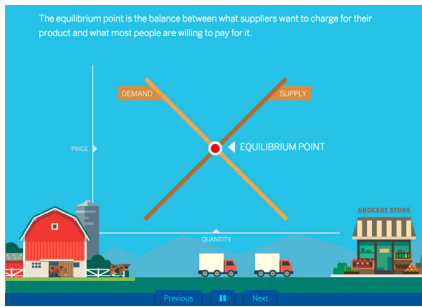 The equilibrium point is the balance between what suppliers want to charge for their
product and what most people are willing to pay for it.
DEMAND
SUPPLY
PRICE
EQUILIBRIUM POINT
GROCERY STORE
QUANTITY
Previous
Next